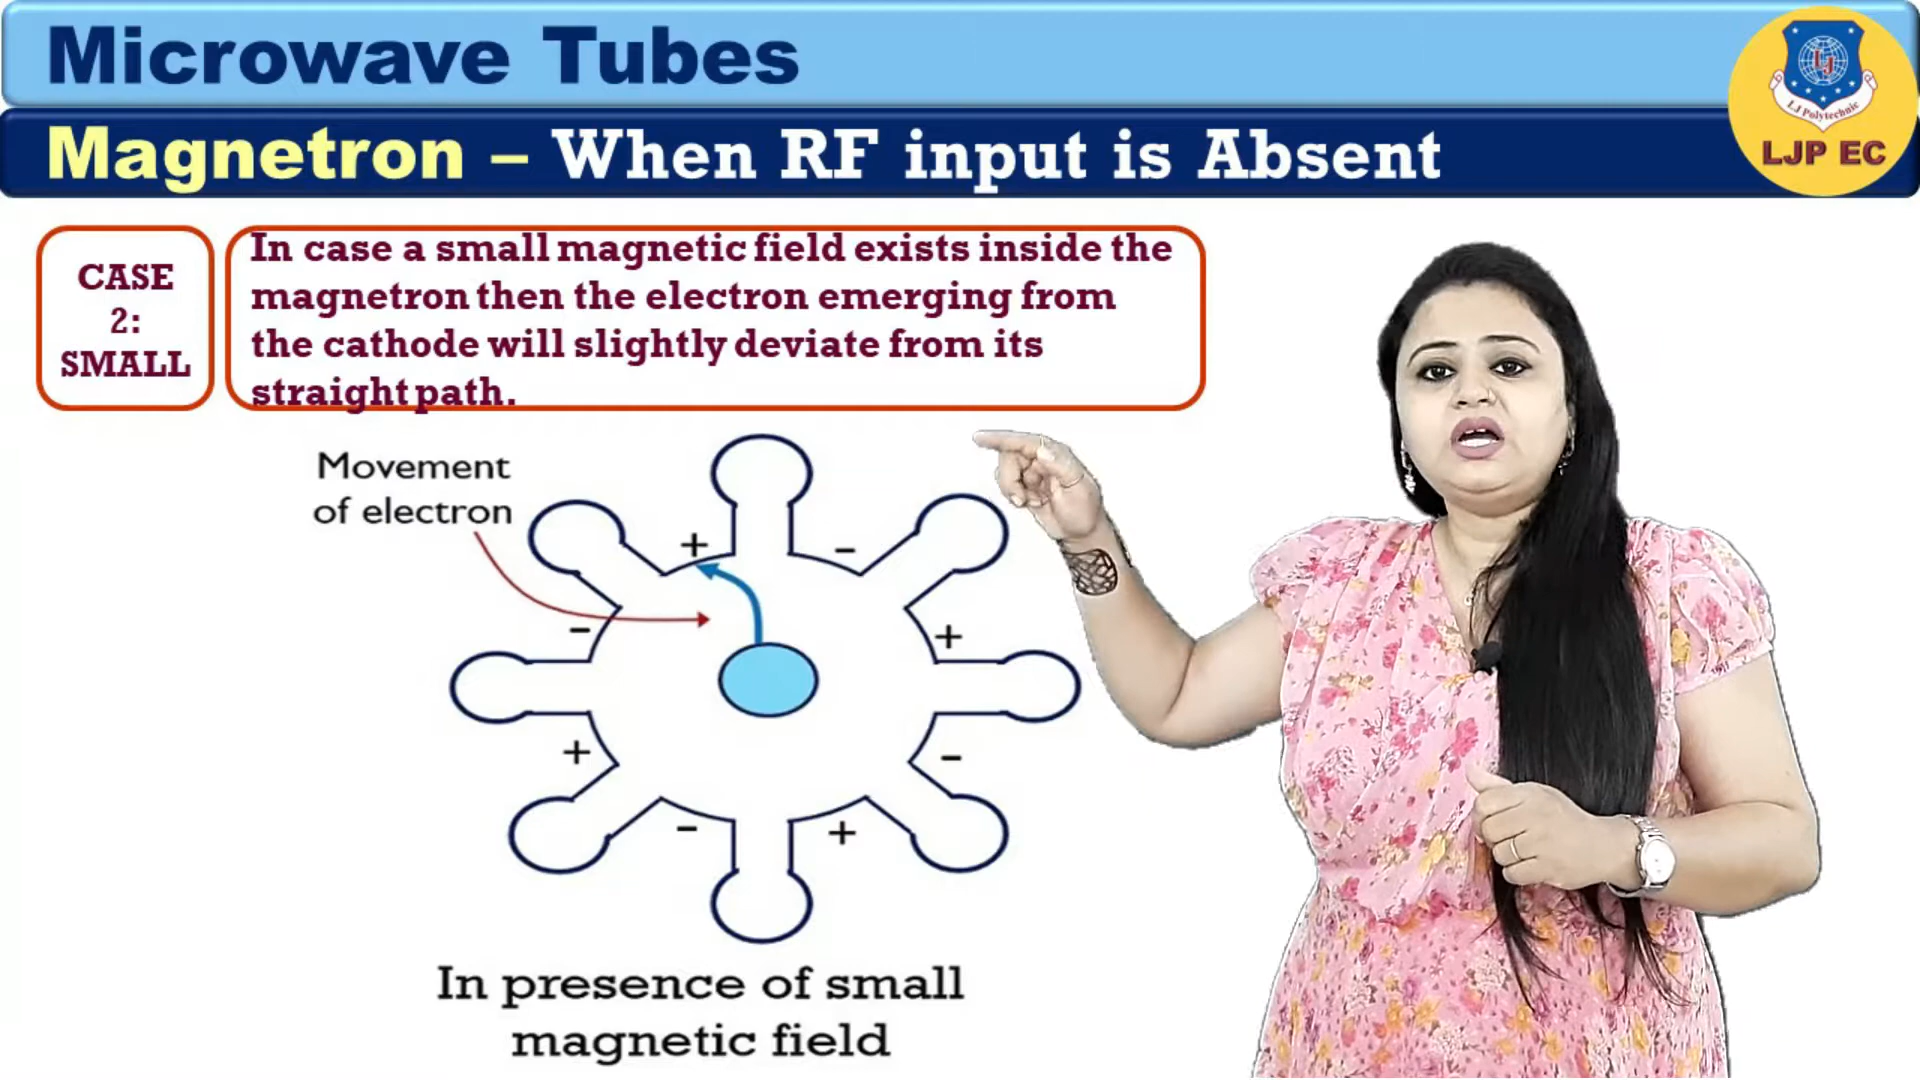 Microwave Tubes
Magnetron – When RF input is Absent
LJ
L J Polytechnic
LJP EC
CASE
2:
SMALL
In case a small magnetic field exists inside the
magnetron then the electron emerging from
the cathode will slightly deviate from its
straight path.
Movement
of electron
+
-
-
+
+
-
-
+
In presence of small
magnetic field